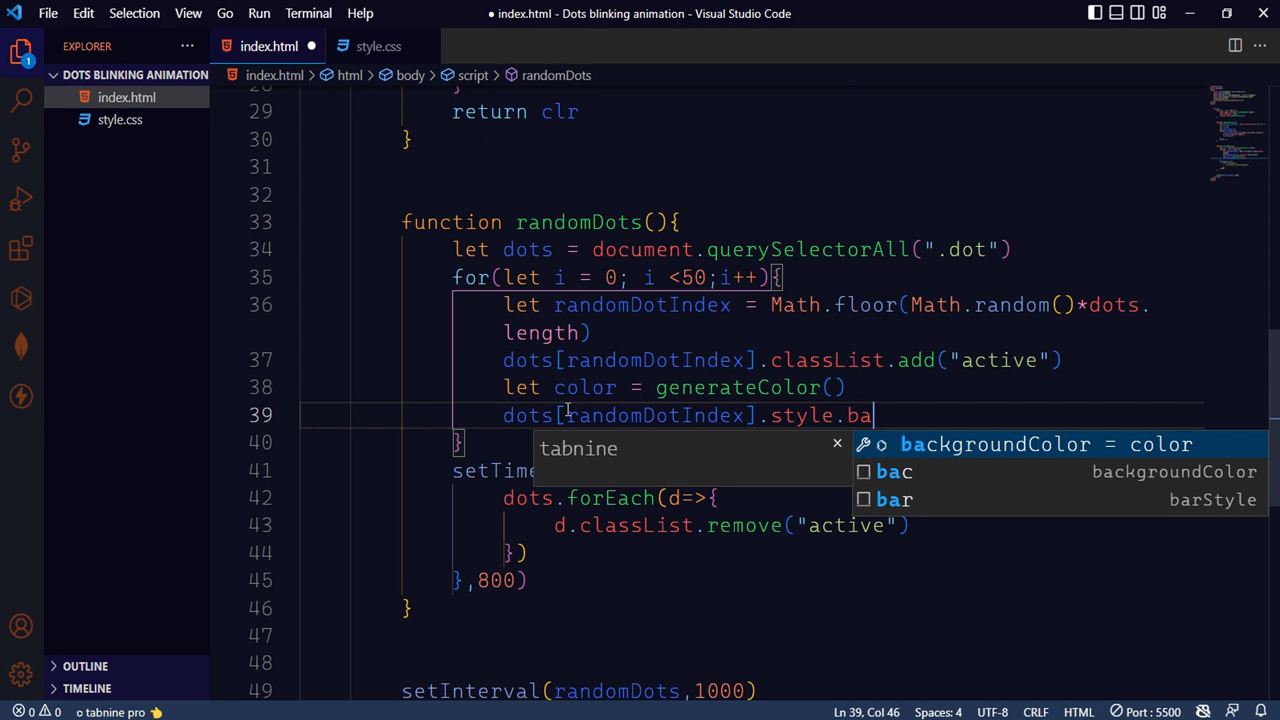 File Edit Selection View Go Run Terminal Help
● index.html - Dots blinking animation - Visual Studio Code
EXPLORER
index.html
style.css
DOTS BLINKING ANIMATION
index.html > html > body > script > randomDots
1
index.html
style.css
29 return clr
30 }
31
32
33 function randomDots(){
34 let dots = document.querySelectorAll(".dot")
35 for(let i = 0; i <50;i++){
36 let randomDotIndex = Math.floor(Math.random()*dots.
length)
37 dots[randomDotIndex].classList.add("active")
38 let color = generateColor()
39 dots[randomDotIndex].style.ba
40 }
tabnine
backgroundColor = color
41 setTime
bac backgroundColor
bar barStyle
42 dots.forEach(d=>{
43 d.classList.remove("active")
44 })
45 },800)
46 }
47
48
49 setInterval(randomDots,1000)
OUTLINE
TIMELINE
0 0 tabnine pro 👈 Ln 39, Col 46 Spaces: 4 UTF-8 CRLF HTML Port : 5500